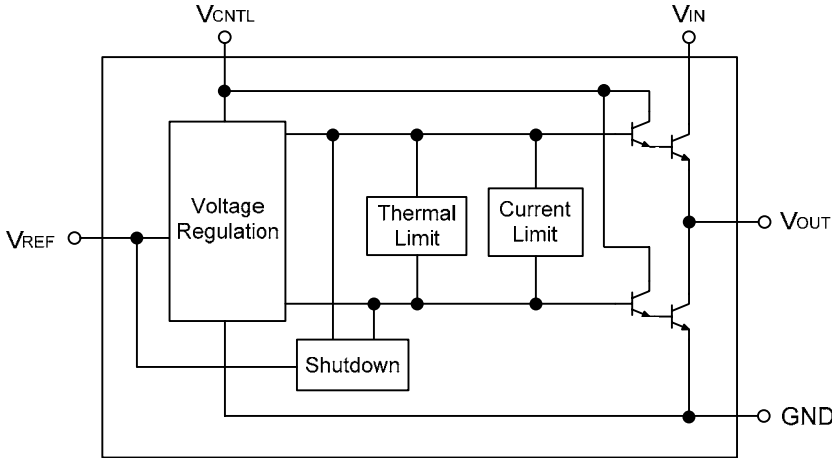 VCNTL
VIN
Voltage
Regulation
Thermal
Limit
Current
Limit
VREF
VOUT
Shutdown
GND